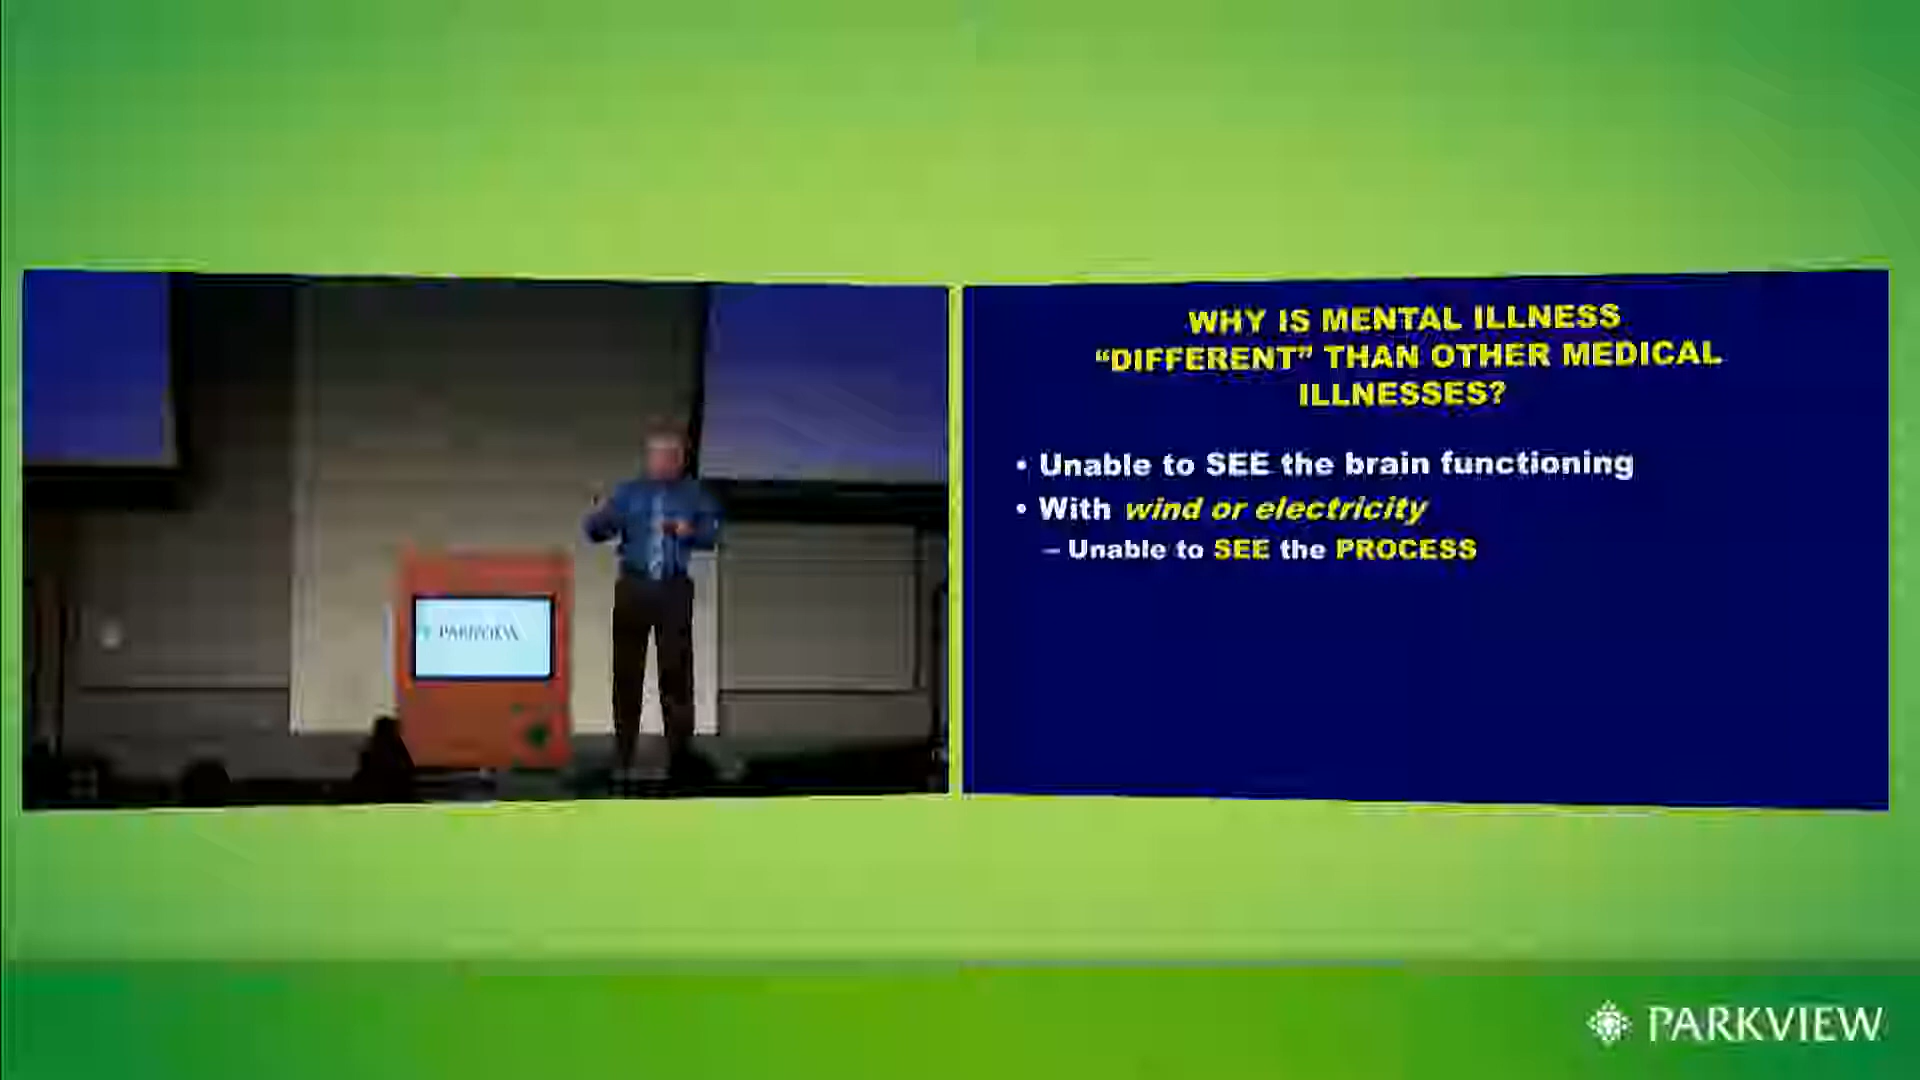 WHY IS MENTAL ILLNESS
“DIFFERENT” THAN OTHER MEDICAL
ILLNESSES?
• Unable to SEE the brain functioning
• With wind or electricity
– Unable to SEE the PROCESS
PARKVIEW
PARKVIEW